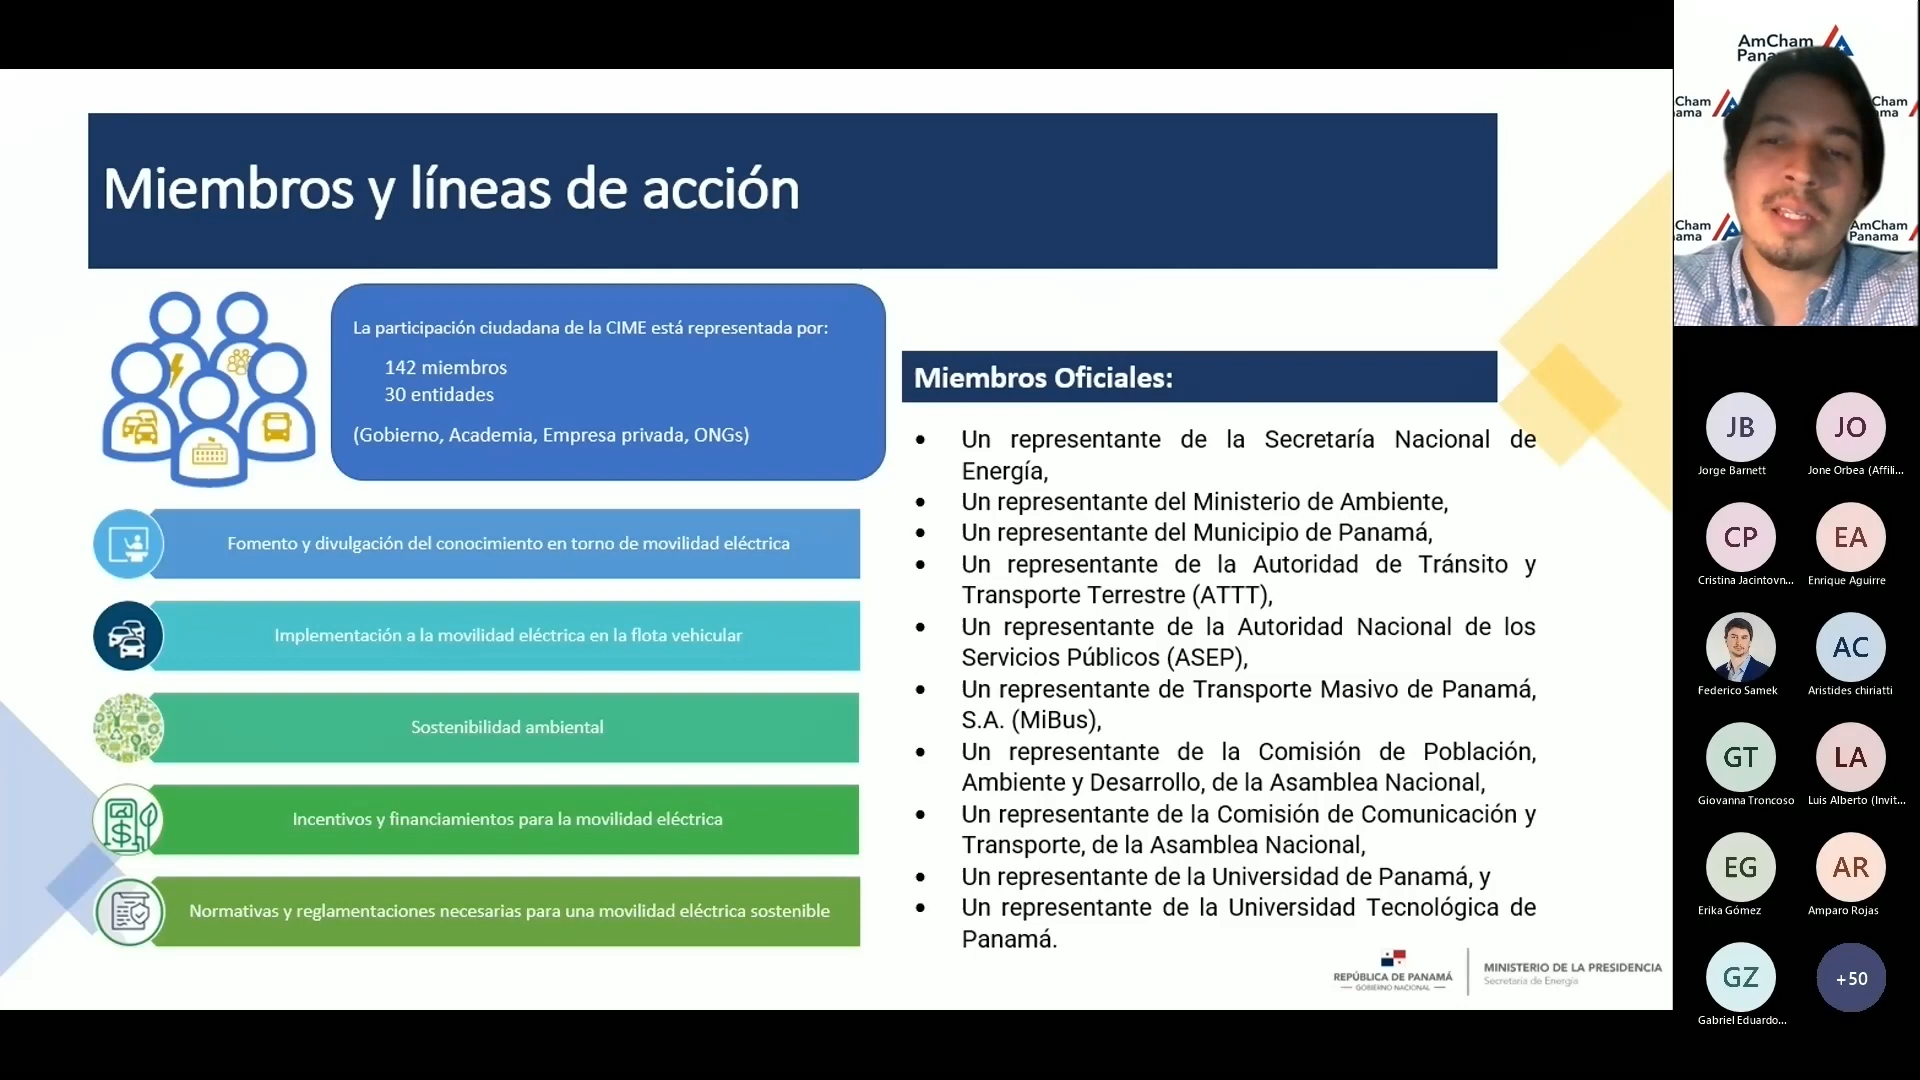 Miembros y líneas de acción
La participación ciudadana de la CIME está representada por:
142 miembros
30 entidades
(Gobierno, Academia, Empresa privada, ONGs)
Fomento y divulgación del conocimiento en torno de movilidad eléctrica
Implementación a la movilidad eléctrica en la flota vehicular
Sostenibilidad ambiental
Incentivos y financiamientos para la movilidad eléctrica
Normativas y reglamentaciones necesarias para una movilidad eléctrica sostenible
Miembros Oficiales:
• Un representante de la Secretaría Nacional de
Energía,
• Un representante del Ministerio de Ambiente,
• Un representante del Municipio de Panamá,
• Un representante de la Autoridad de Tránsito y
Transporte Terrestre (ATTT),
• Un representante de la Autoridad Nacional de los
Servicios Públicos (ASEP),
• Un representante de Transporte Masivo de Panamá,
S.A. (MiBus),
• Un representante de la Comisión de Población,
Ambiente y Desarrollo, de la Asamblea Nacional,
• Un representante de la Comisión de Comunicación y
Transporte, de la Asamblea Nacional,
• Un representante de la Universidad de Panamá, y
• Un representante de la Universidad Tecnológica de
Panamá.
REPÚBLICA DE PANAMÁ
— GOBIERNO NACIONAL —
MINISTERIO DE LA PRESIDENCIA
Secretaría de Energía
AmCham
Pana
Cham
ama
Cham
ma
Cham
ama
AmCham
Panama
JB
Jorge Barnett
JO
Jone Orbea (Affili...
CP
Cristina Jacintovn...
EA
Enrique Aguirre
Federico Samek
AC
Aristides chiriatti
GT
Giovanna Troncoso
LA
Luis Alberto (Invit...
EG
Erika Gómez
AR
Amparo Rojas
GZ
Gabriel Eduardo...
+50